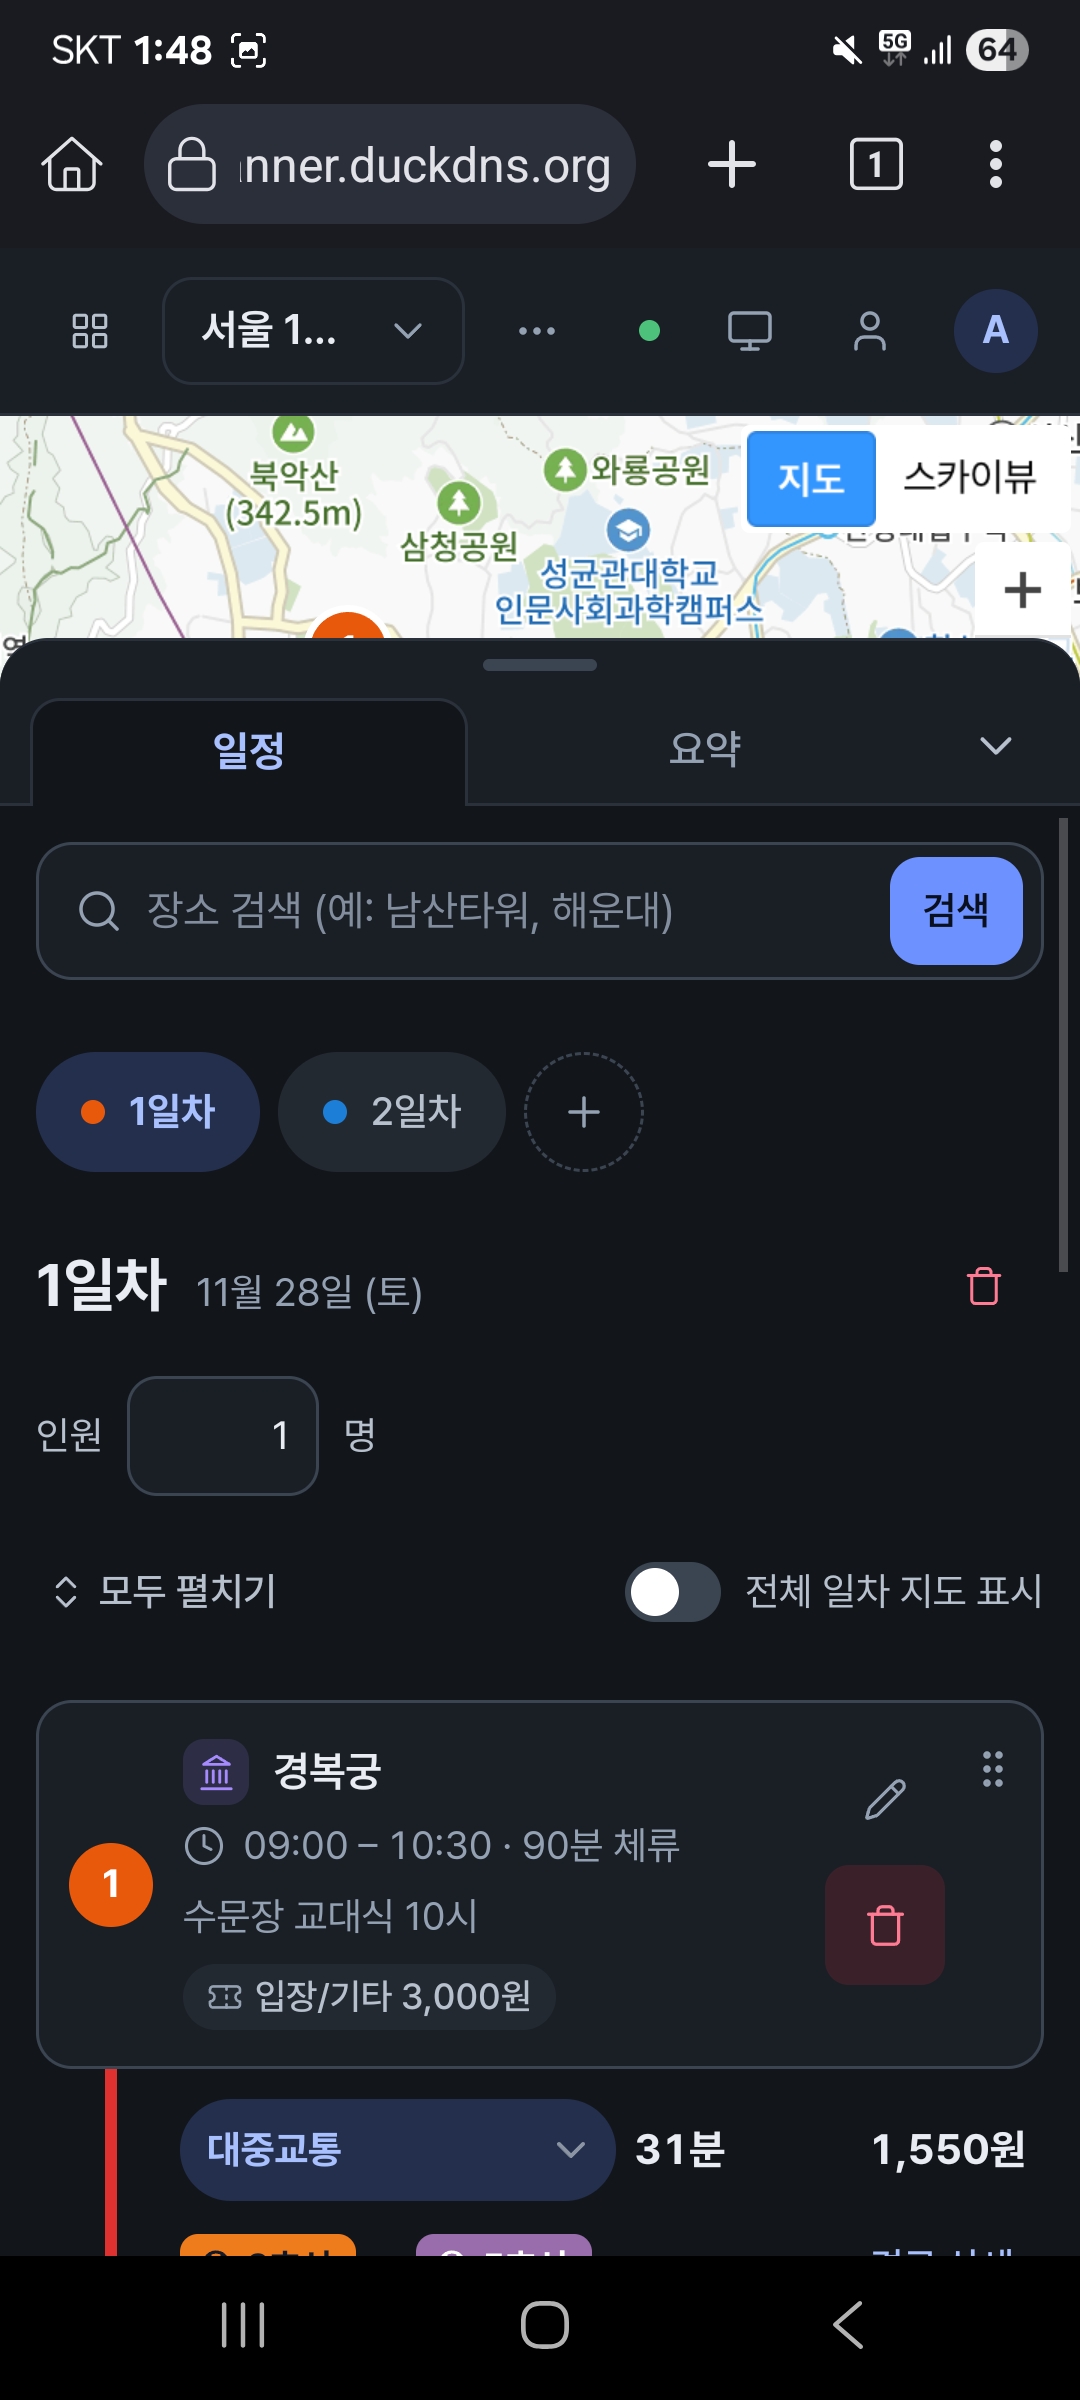 SKT 1:48
5G
64
nner.duckdns.org
1
서울 1...
A
북악산
(342.5m)
삼청공원
와룡공원
성균관대학교
인문사회과학캠퍼스
지도
스카이뷰
일정
요약
장소 검색 (예: 남산타워, 해운대)
검색
1일차
2일차
1일차 11월 28일 (토)
인원 1 명
모두 펼치기
전체 일차 지도 표시
1
경복궁
09:00 – 10:30 · 90분 체류
수문장 교대식 10시
입장/기타 3,000원
대중교통
31분
1,550원